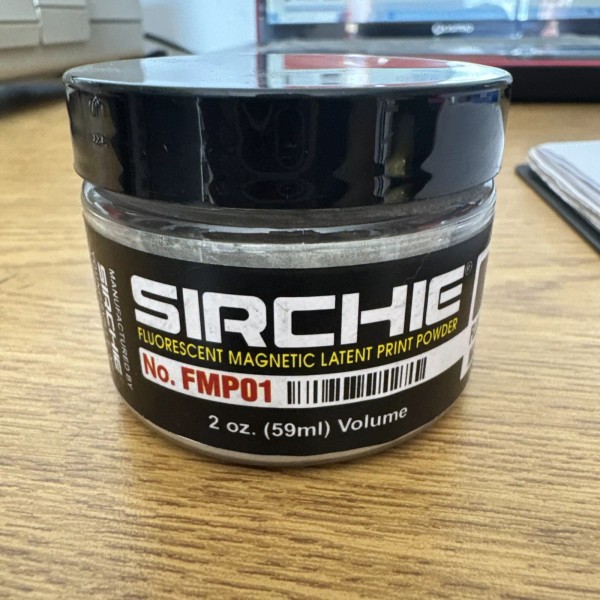 SIRCHIE®
FLUORESCENT MAGNETIC LATENT PRINT POWDER
No. FMP01
2 oz. (59ml) Volume
MANUFACTURED BY
SIRCHIE